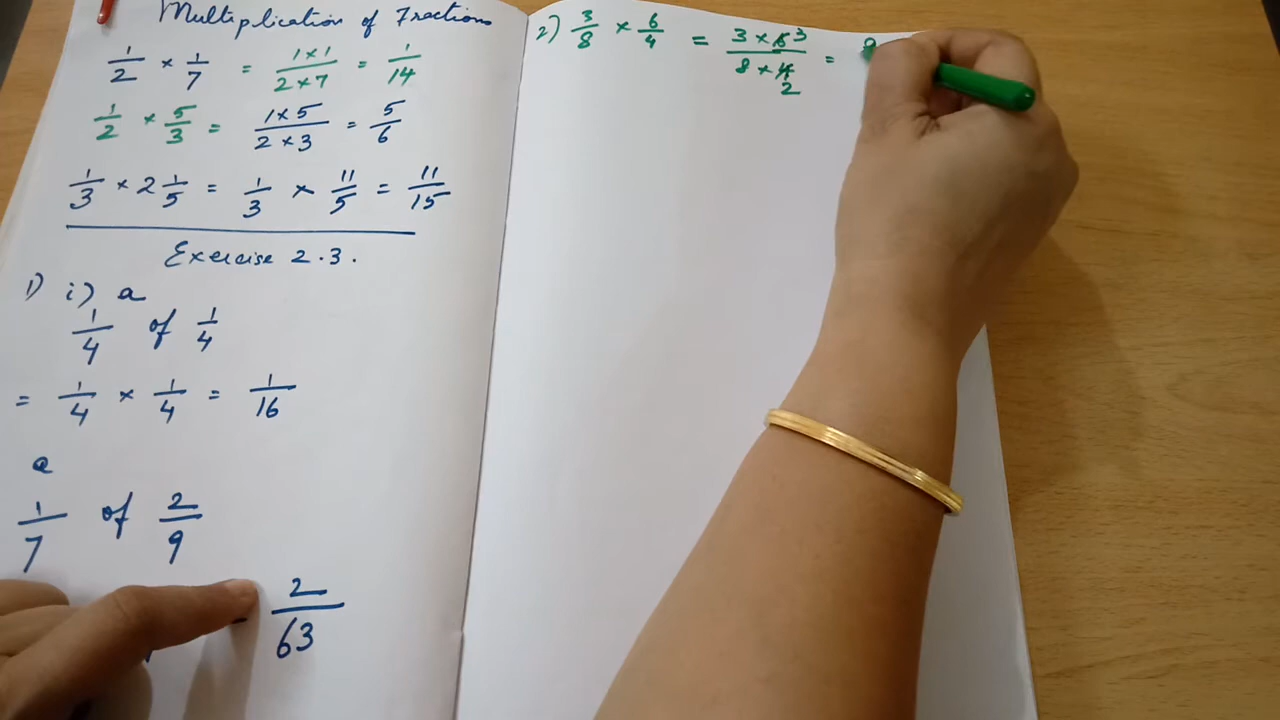 Multiplication of Fractions
1/2 × 1/7 = 1×1/2×7 = 1/14
1/2 × 5/3 = 1×5/2×3 = 5/6
1/3 × 2 1/5 = 1/3 × 11/5 = 11/15
Exercise 2.3.
1) i) a
1/4 of 1/4
= 1/4 × 1/4 = 1/16
a
1/7 of 2/9
2/63
2) 3/8 × 6/4 = 3 × 6 3/8 × 4 2 =